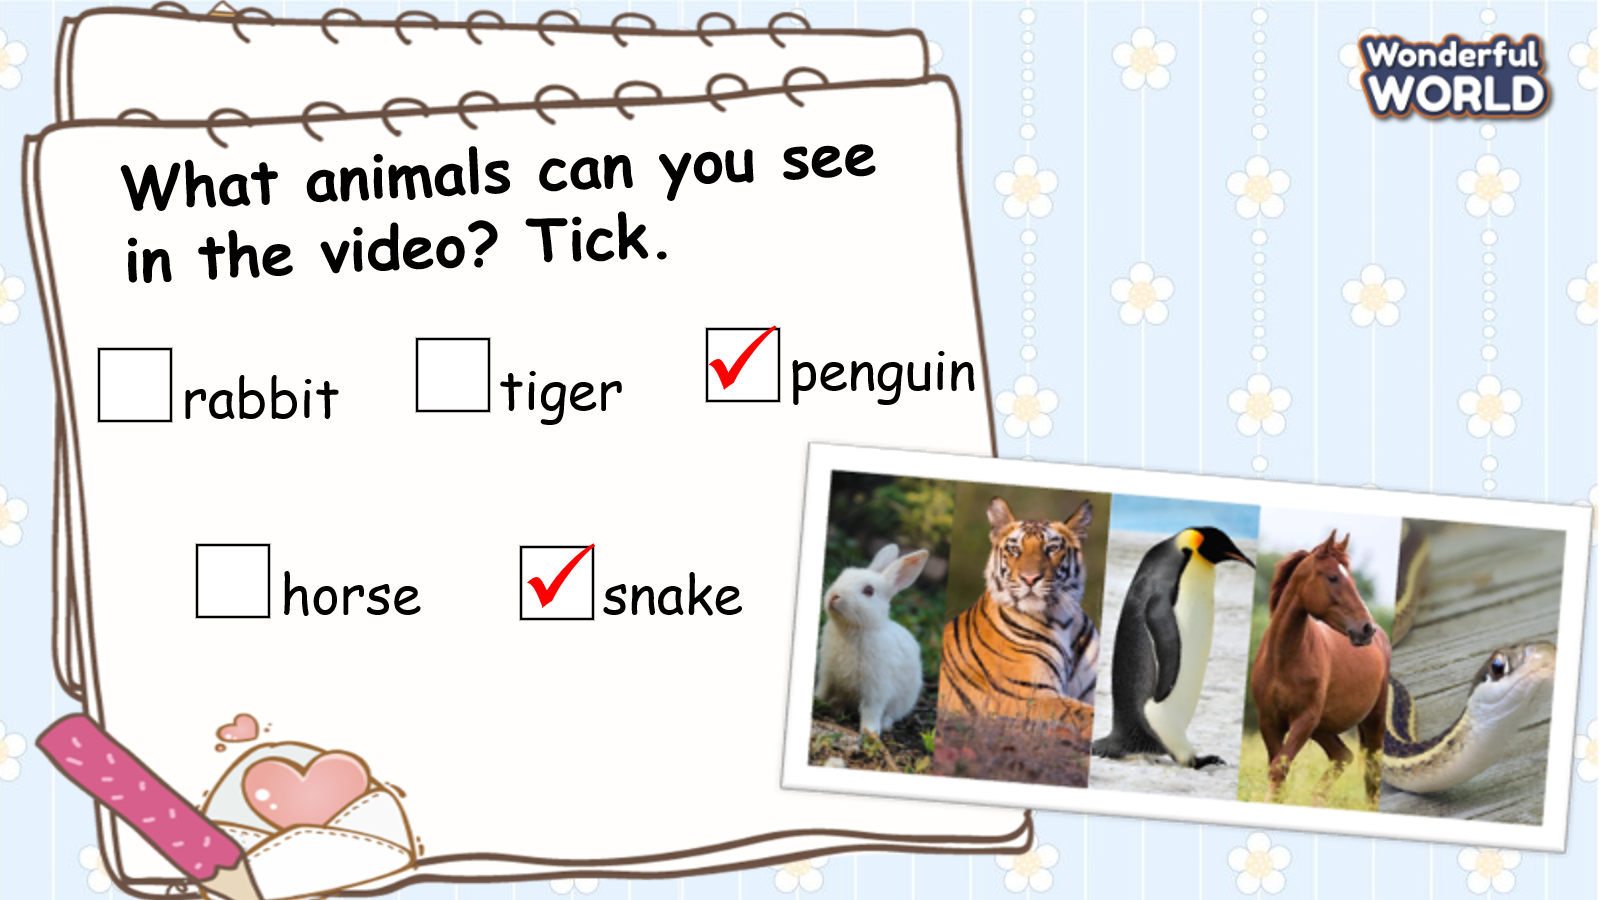 Wonderful
WORLD
What animals can you see
in the video? Tick.
rabbit
tiger
penguin
horse
snake